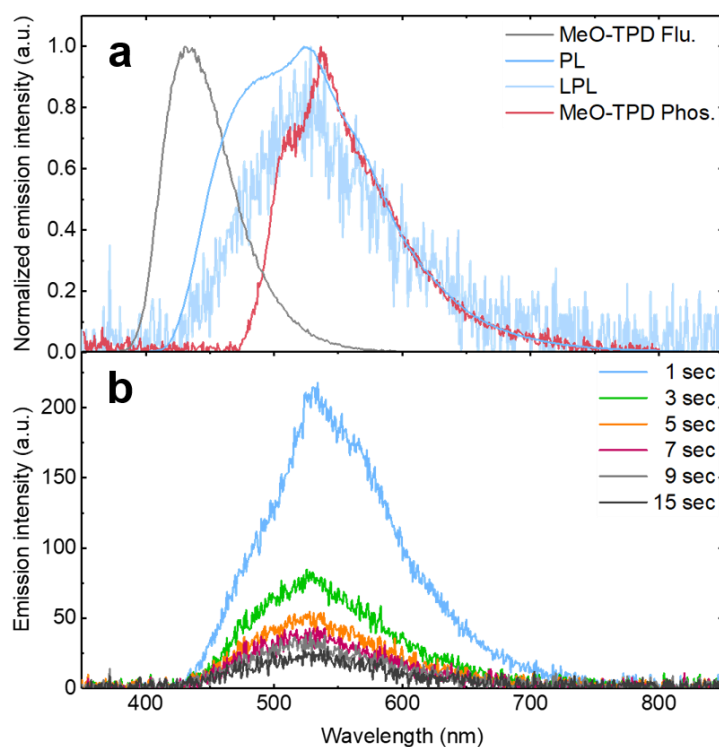 a
Normalized emission intensity (a.u.)
1.0
0.8
0.6
0.4
0.2
0.0
MeO-TPD Flu.
PL
LPL
MeO-TPD Phos.
b
Emission intensity (a.u.)
200
150
100
50
0
1 sec
3 sec
5 sec
7 sec
9 sec
15 sec
400 500 600 700 800
Wavelength (nm)